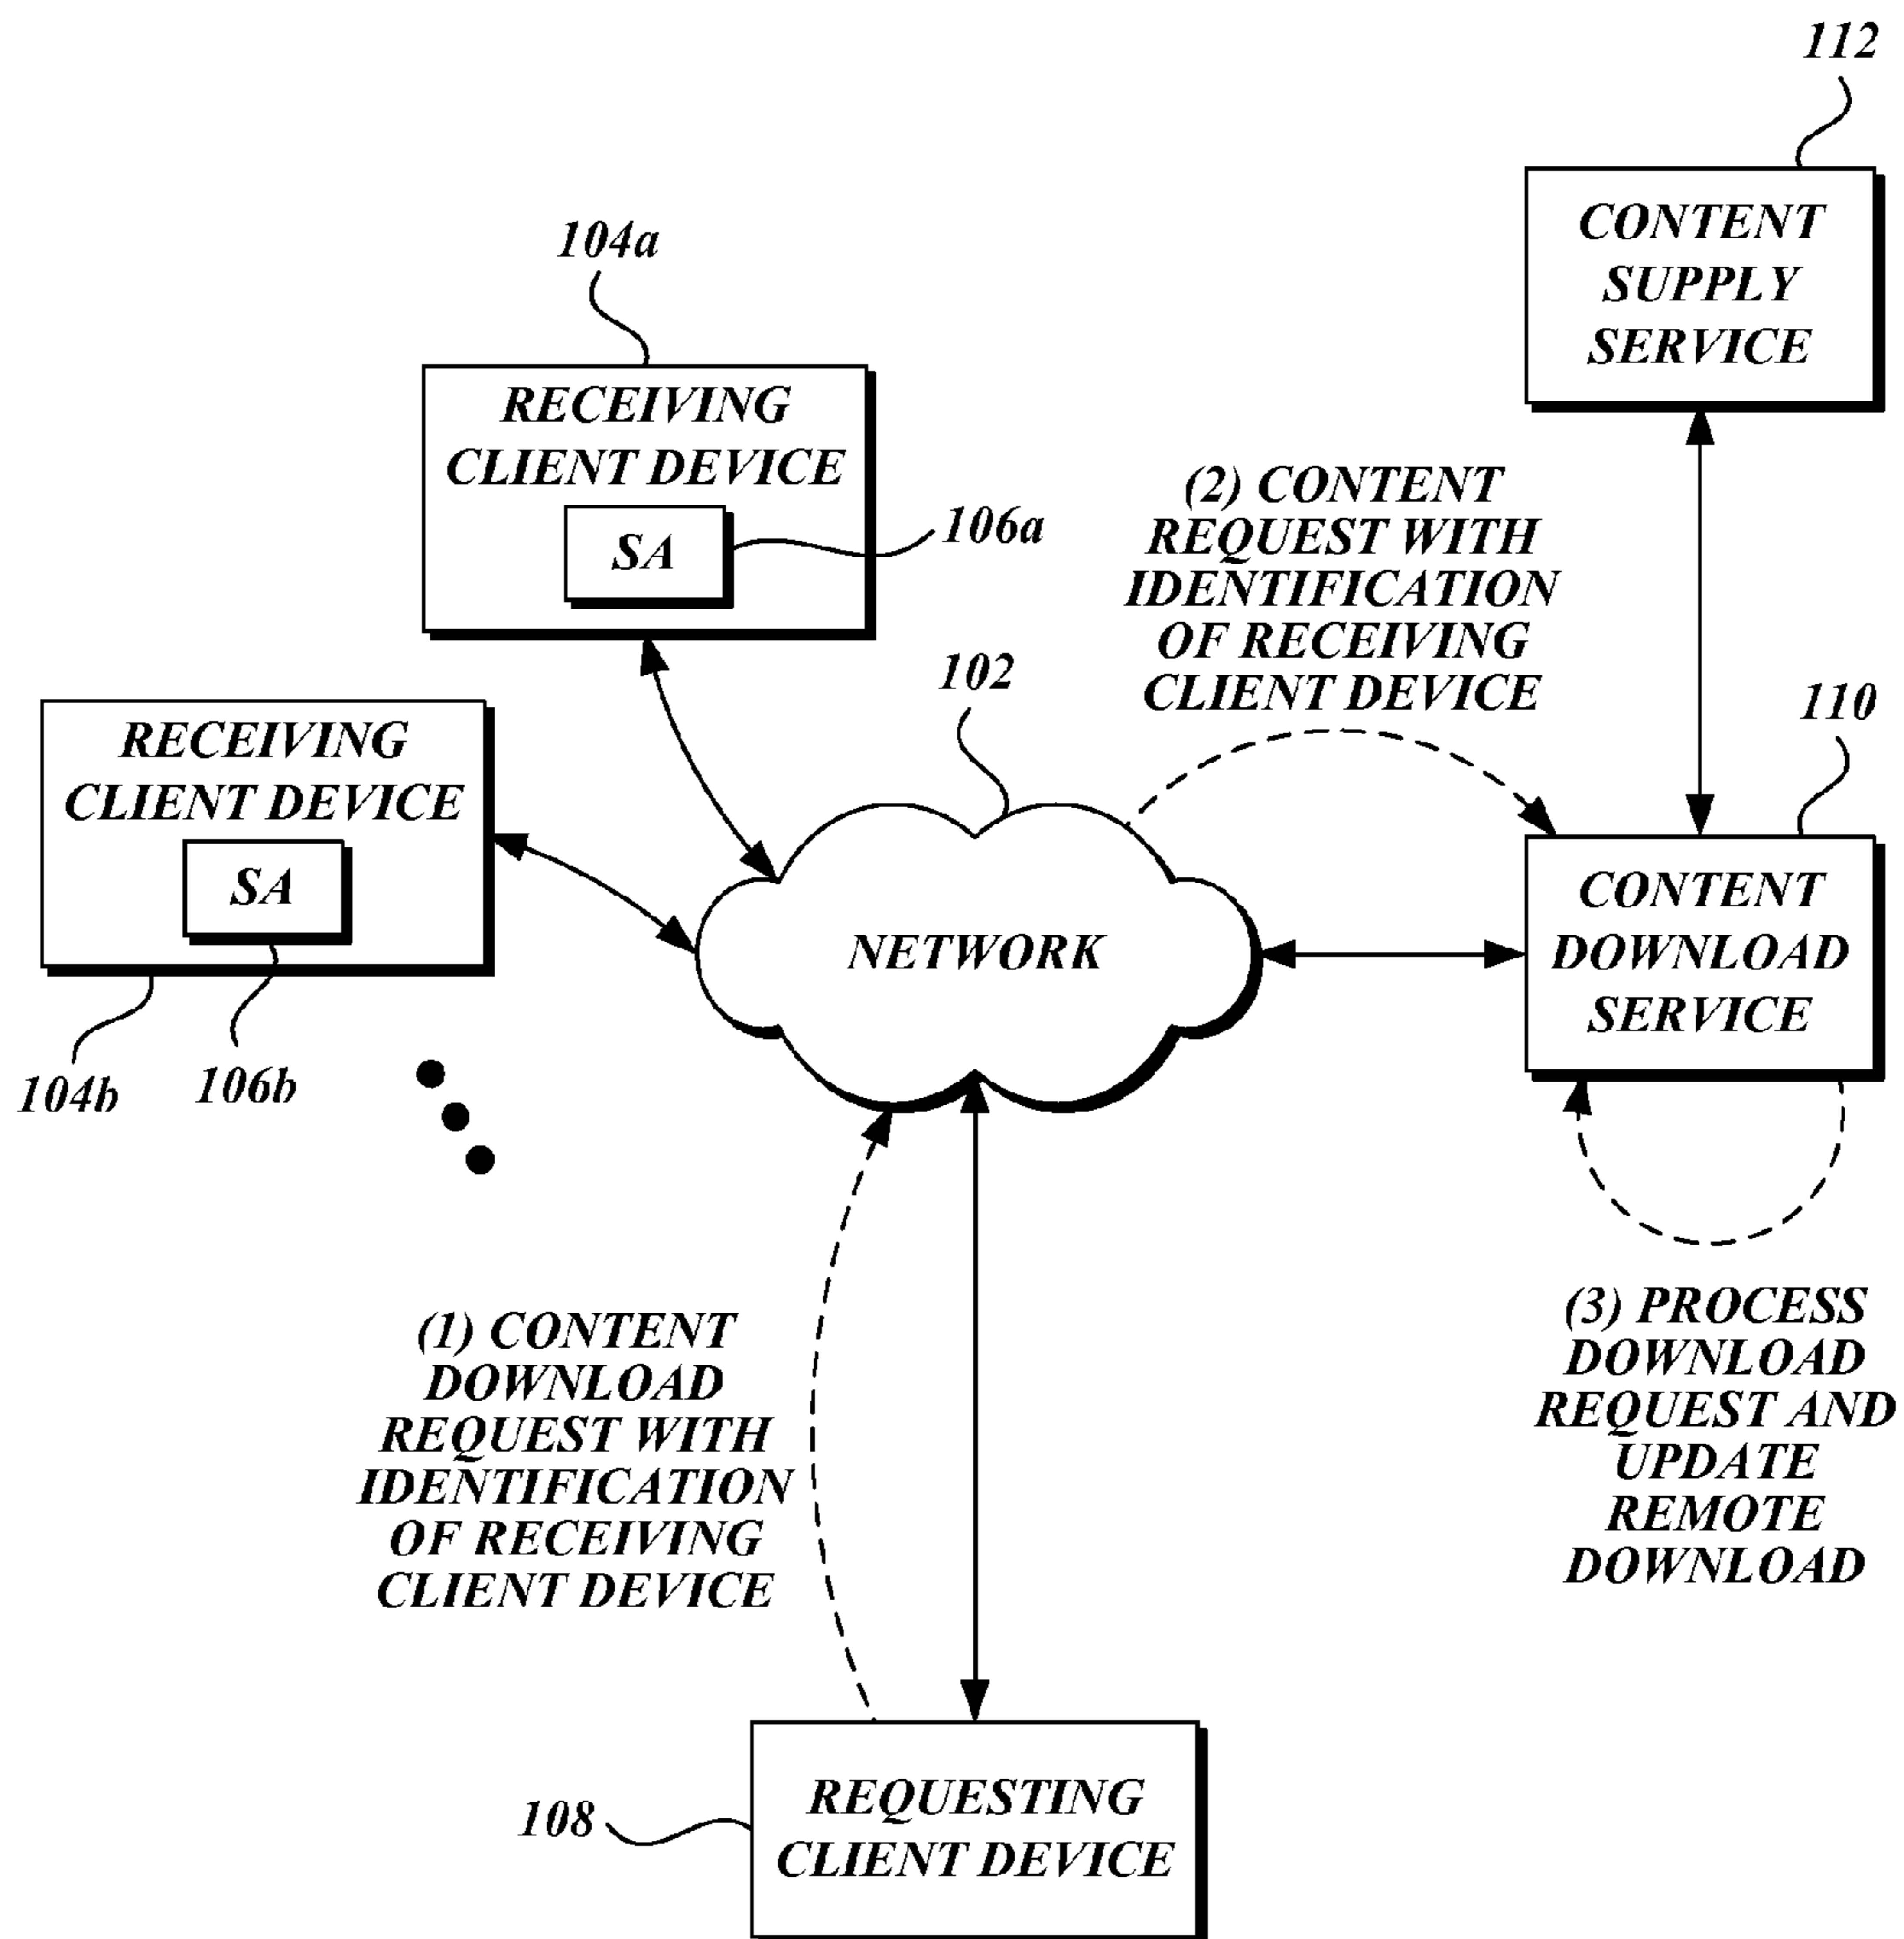 112
CONTENT
SUPPLY
SERVICE
104a
RECEIVING
CLIENT DEVICE
SA
106a
(2) CONTENT
REQUEST WITH
IDENTIFICATION
OF RECEIVING
CLIENT DEVICE
102
110
RECEIVING
CLIENT DEVICE
SA
104b
106b
NETWORK
CONTENT
DOWNLOAD
SERVICE
(1) CONTENT
DOWNLOAD
REQUEST WITH
IDENTIFICATION
OF RECEIVING
CLIENT DEVICE
(3) PROCESS
DOWNLOAD
REQUEST AND
UPDATE
REMOTE
DOWNLOAD
108
REQUESTING
CLIENT DEVICE